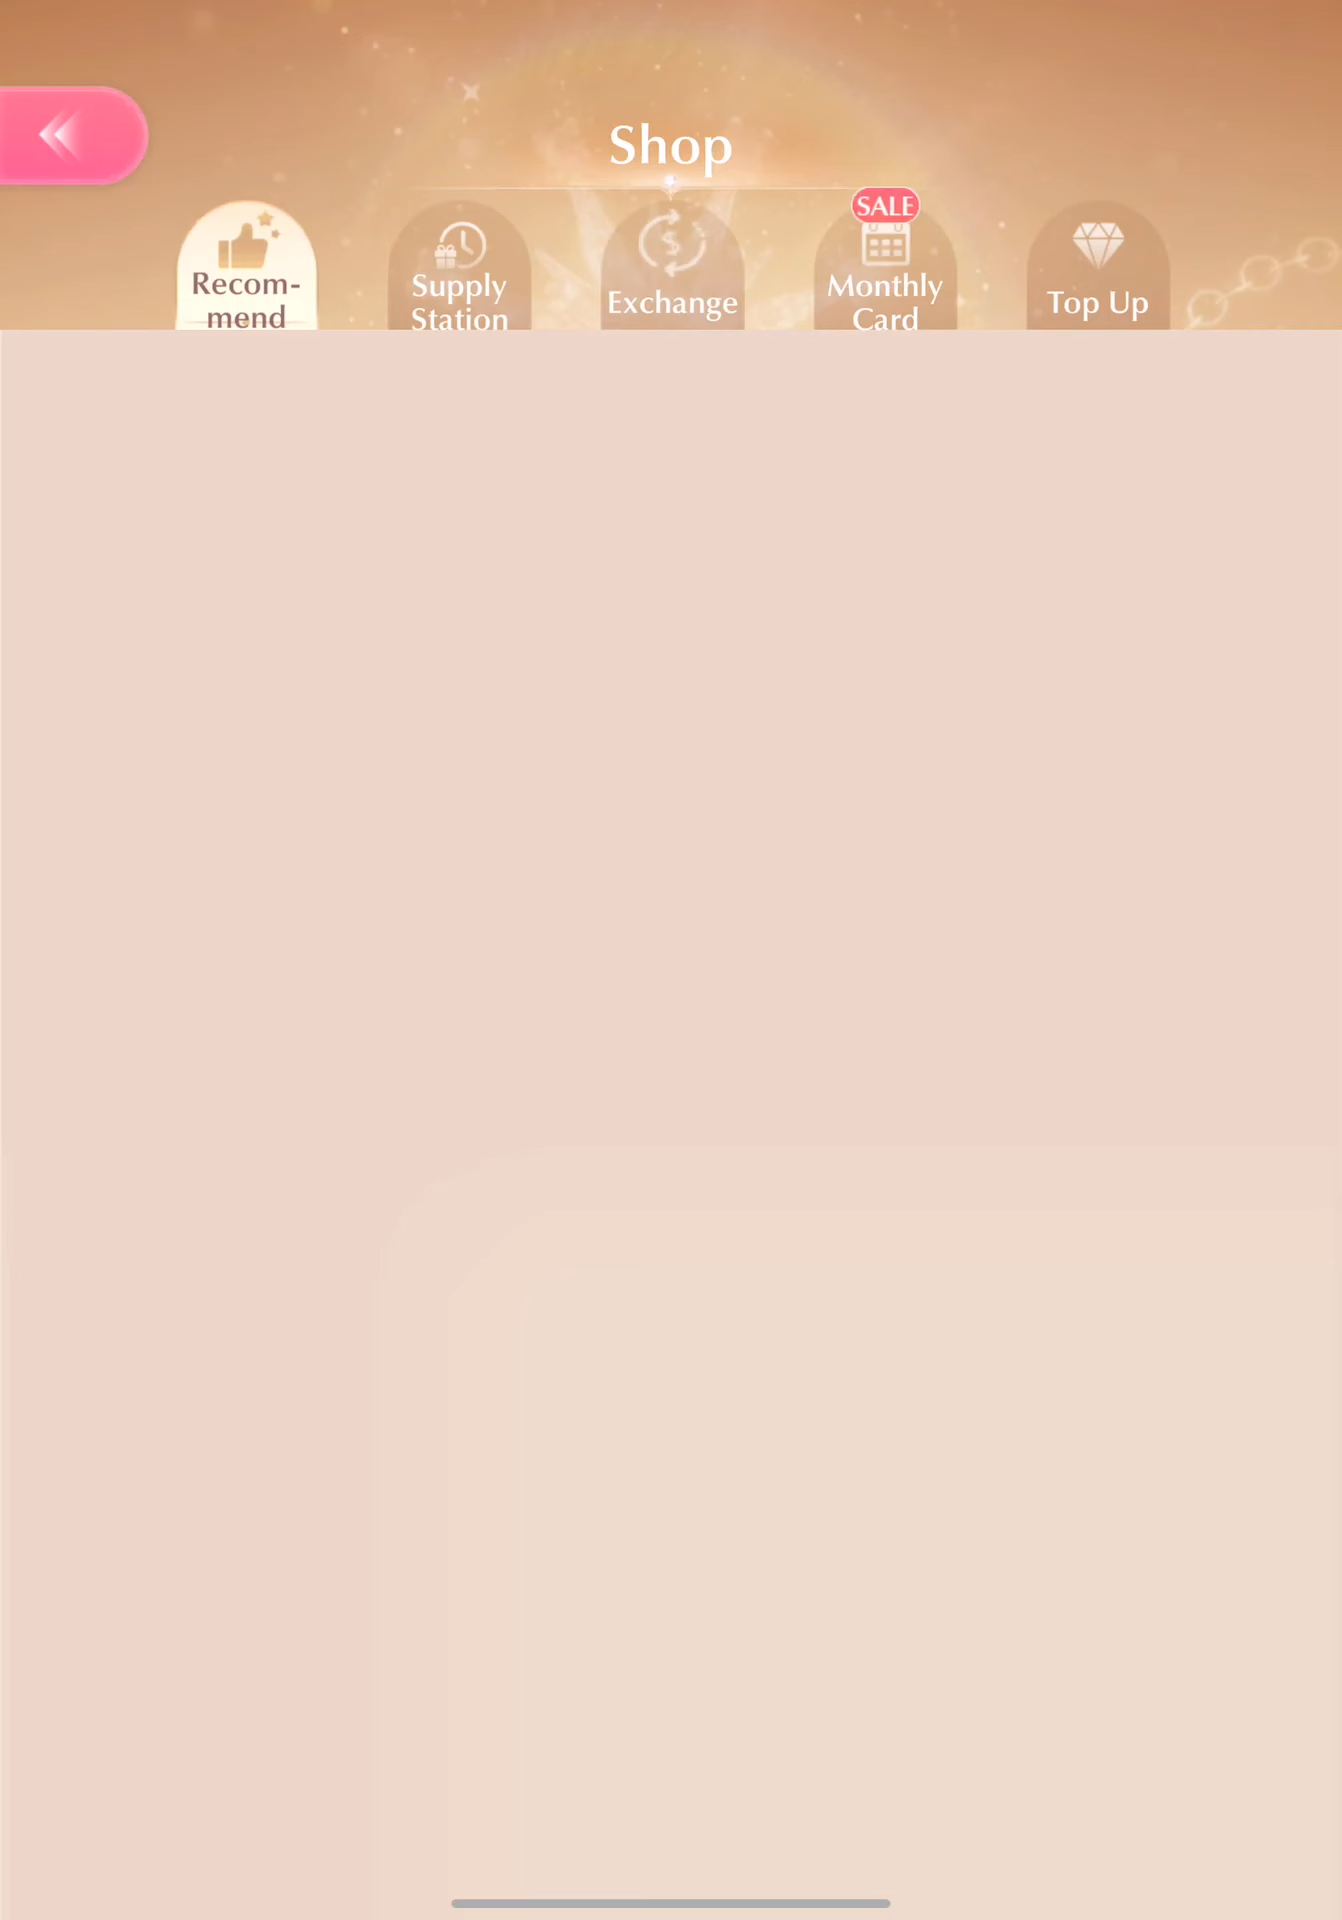 Shop
SALE
Recom-
mend
Supply
Station
Exchange
Monthly
Card
Top Up